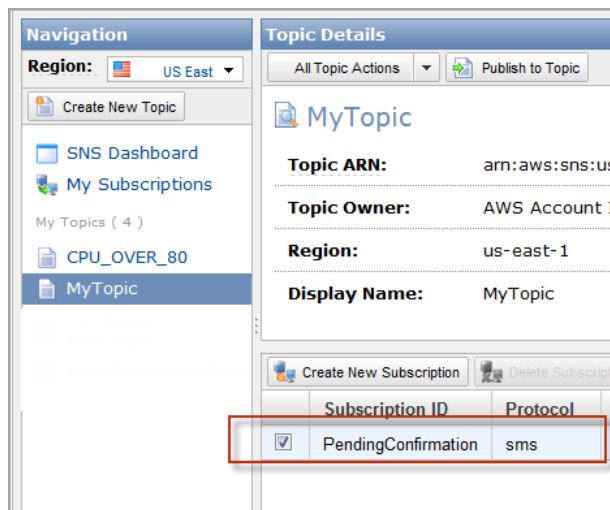 Navigation
Region: US East
Create New Topic
SNS Dashboard
My Subscriptions
My Topics ( 4 )
CPU_OVER_80
MyTopic
Topic Details
All Topic Actions Publish to Topic
MyTopic
Topic ARN: arn:aws:sns:us
Topic Owner: AWS Account
Region: us-east-1
Display Name: MyTopic
Create New Subscription Delete Subscrip
Subscription ID Protocol
PendingConfirmation sms